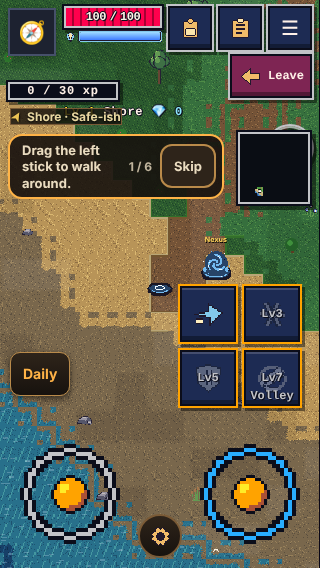 100 / 100
Leave
0 / 30 xp
ore 💎 0
Shore · Safe-ish
Drag the left
stick to walk
around.
1 / 6
Skip
Nexus
Lv3
Lv5
Lv7
Volley
Daily